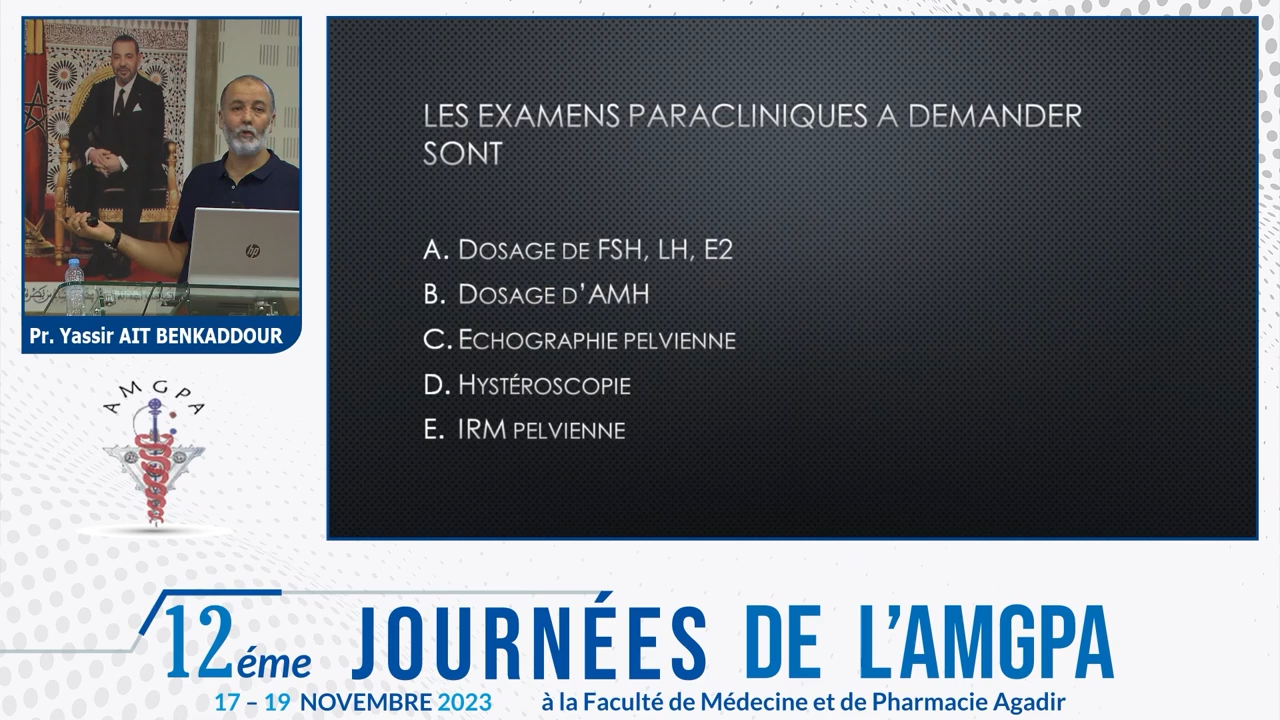 Pr. Yassir AIT BENKADDOUR
AMGPA
LES EXAMENS PARACLINIQUES A DEMANDER
SONT
A. DOSAGE DE FSH, LH, E2
B. DOSAGE D'AMH
C. ECHOGRAPHIE PELVIENNE
D. HYSTÉROSCOPIE
E. IRM PELVIENNE
hp
12éme JOURNÉES DE L'AMGPA
17 – 19 NOVEMBRE 2023 à la Faculté de Médecine et de Pharmacie Agadir